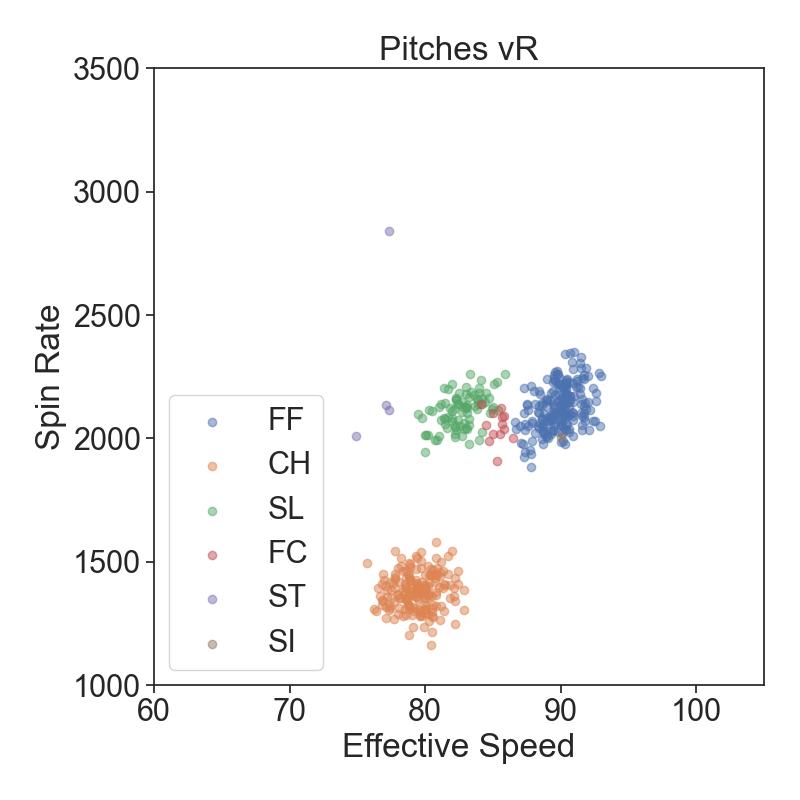 Pitches vR
3500
3000
2500
2000
1500
1000
Spin Rate
FF
CH
SL
FC
ST
SI
60 70 80 90 100
Effective Speed